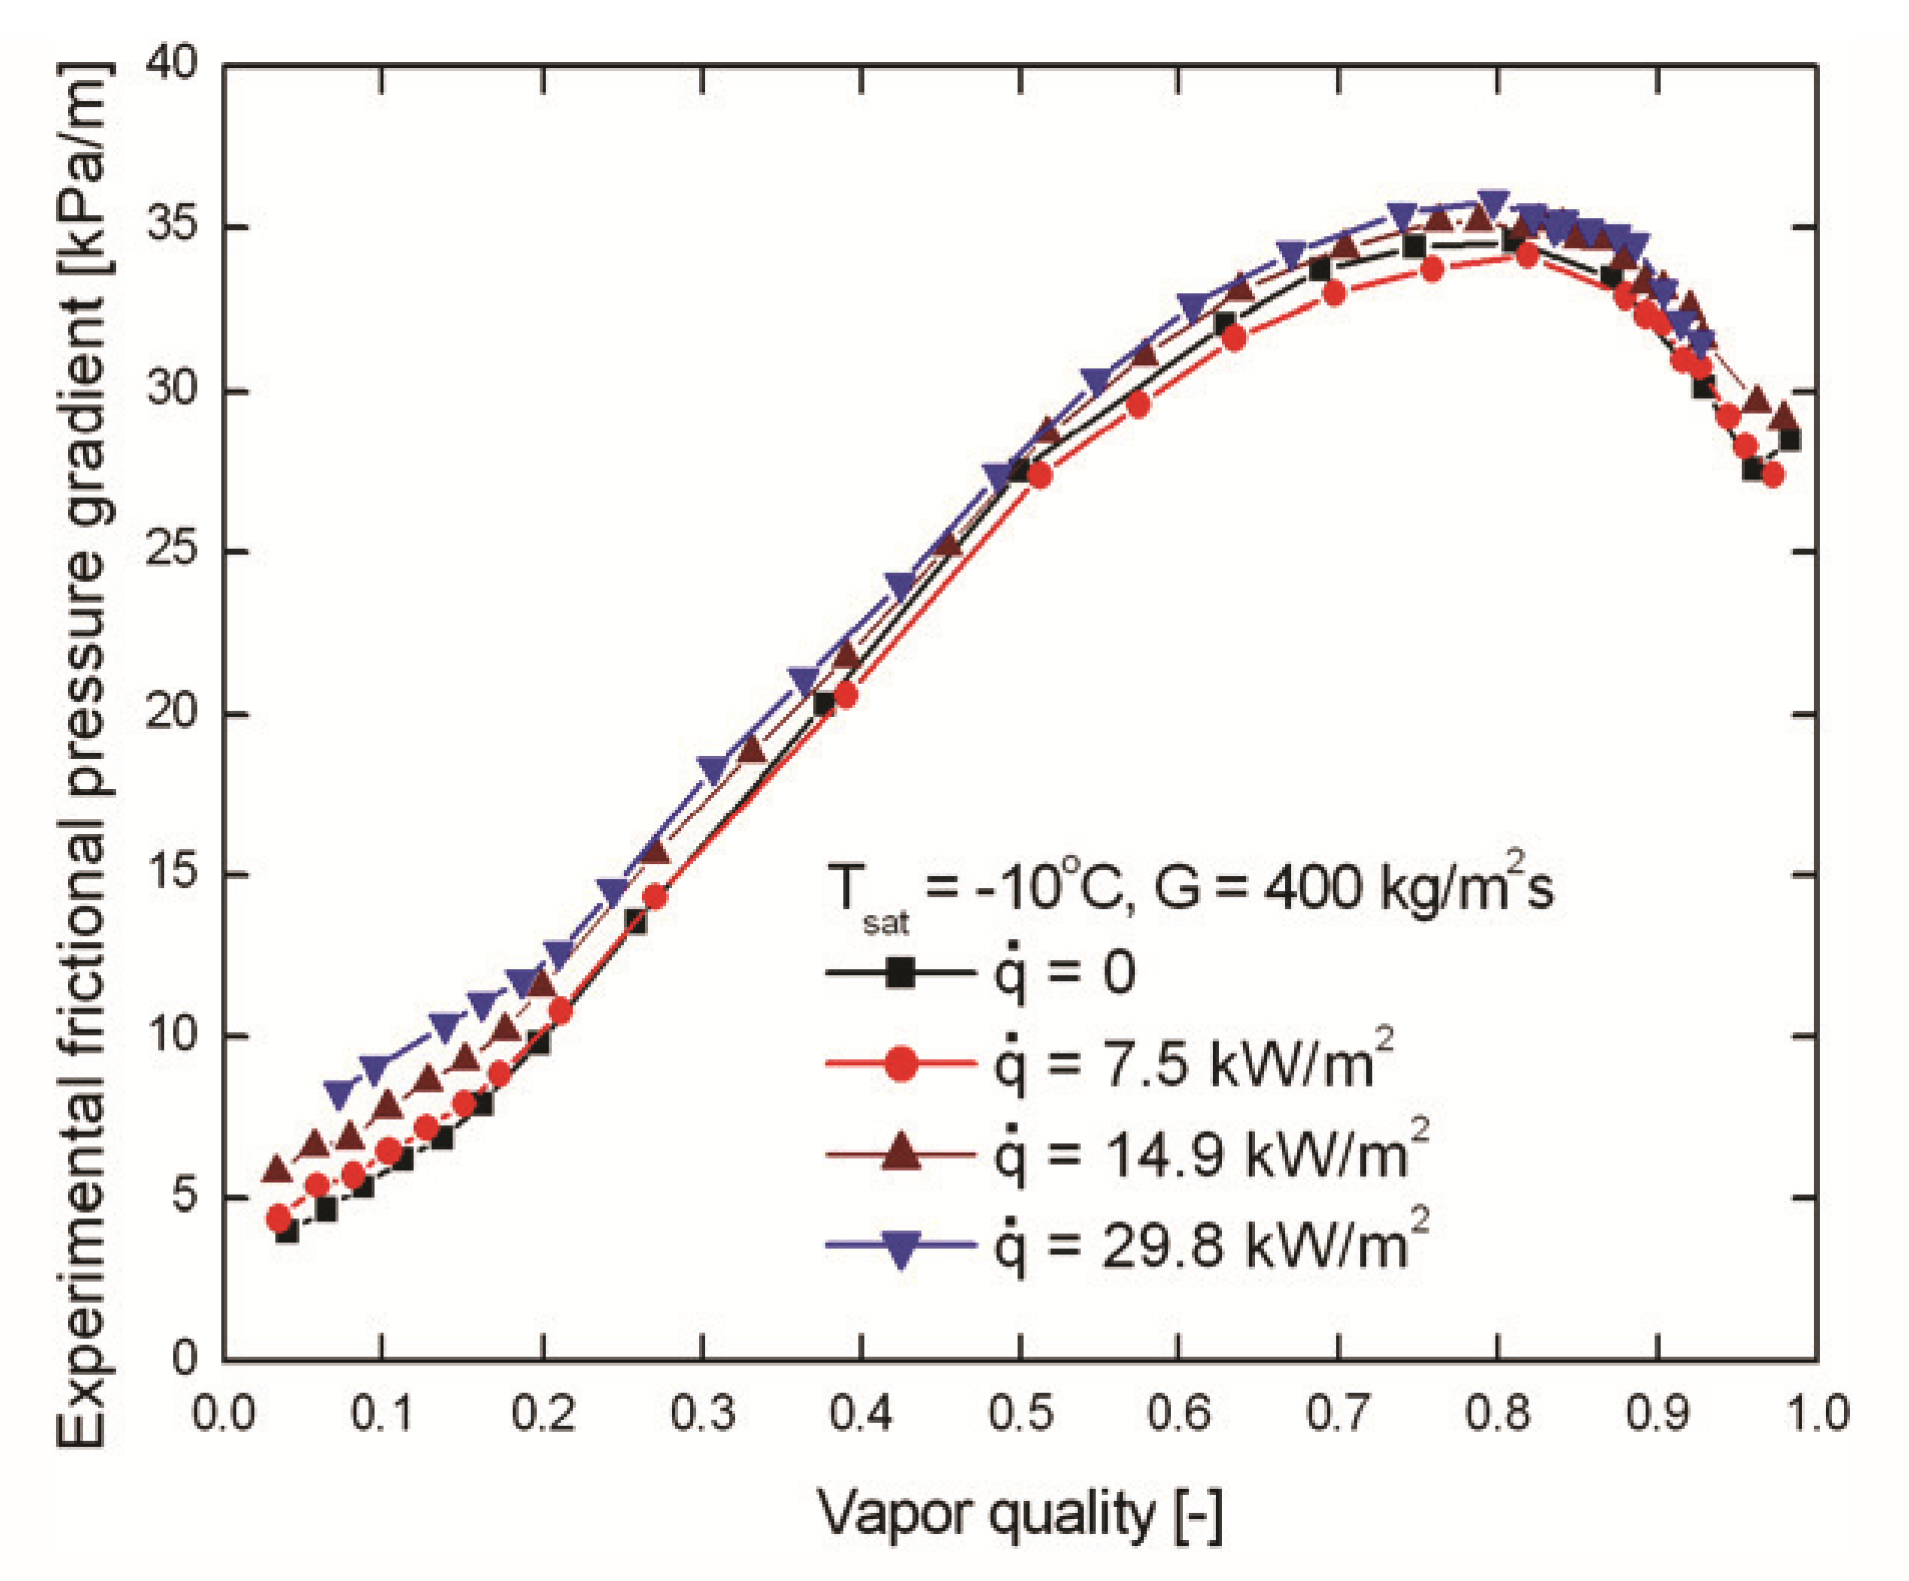 Experimental frictional pressure gradient [kPa/m]
40
35
30
25
20
15
10
5
0
0.0 0.1 0.2 0.3 0.4 0.5 0.6 0.7 0.8 0.9 1.0
Vapor quality [-]
T_sat = -10°C, G = 400 kg/m²s
q̇ = 0
q̇ = 7.5 kW/m²
q̇ = 14.9 kW/m²
q̇ = 29.8 kW/m²